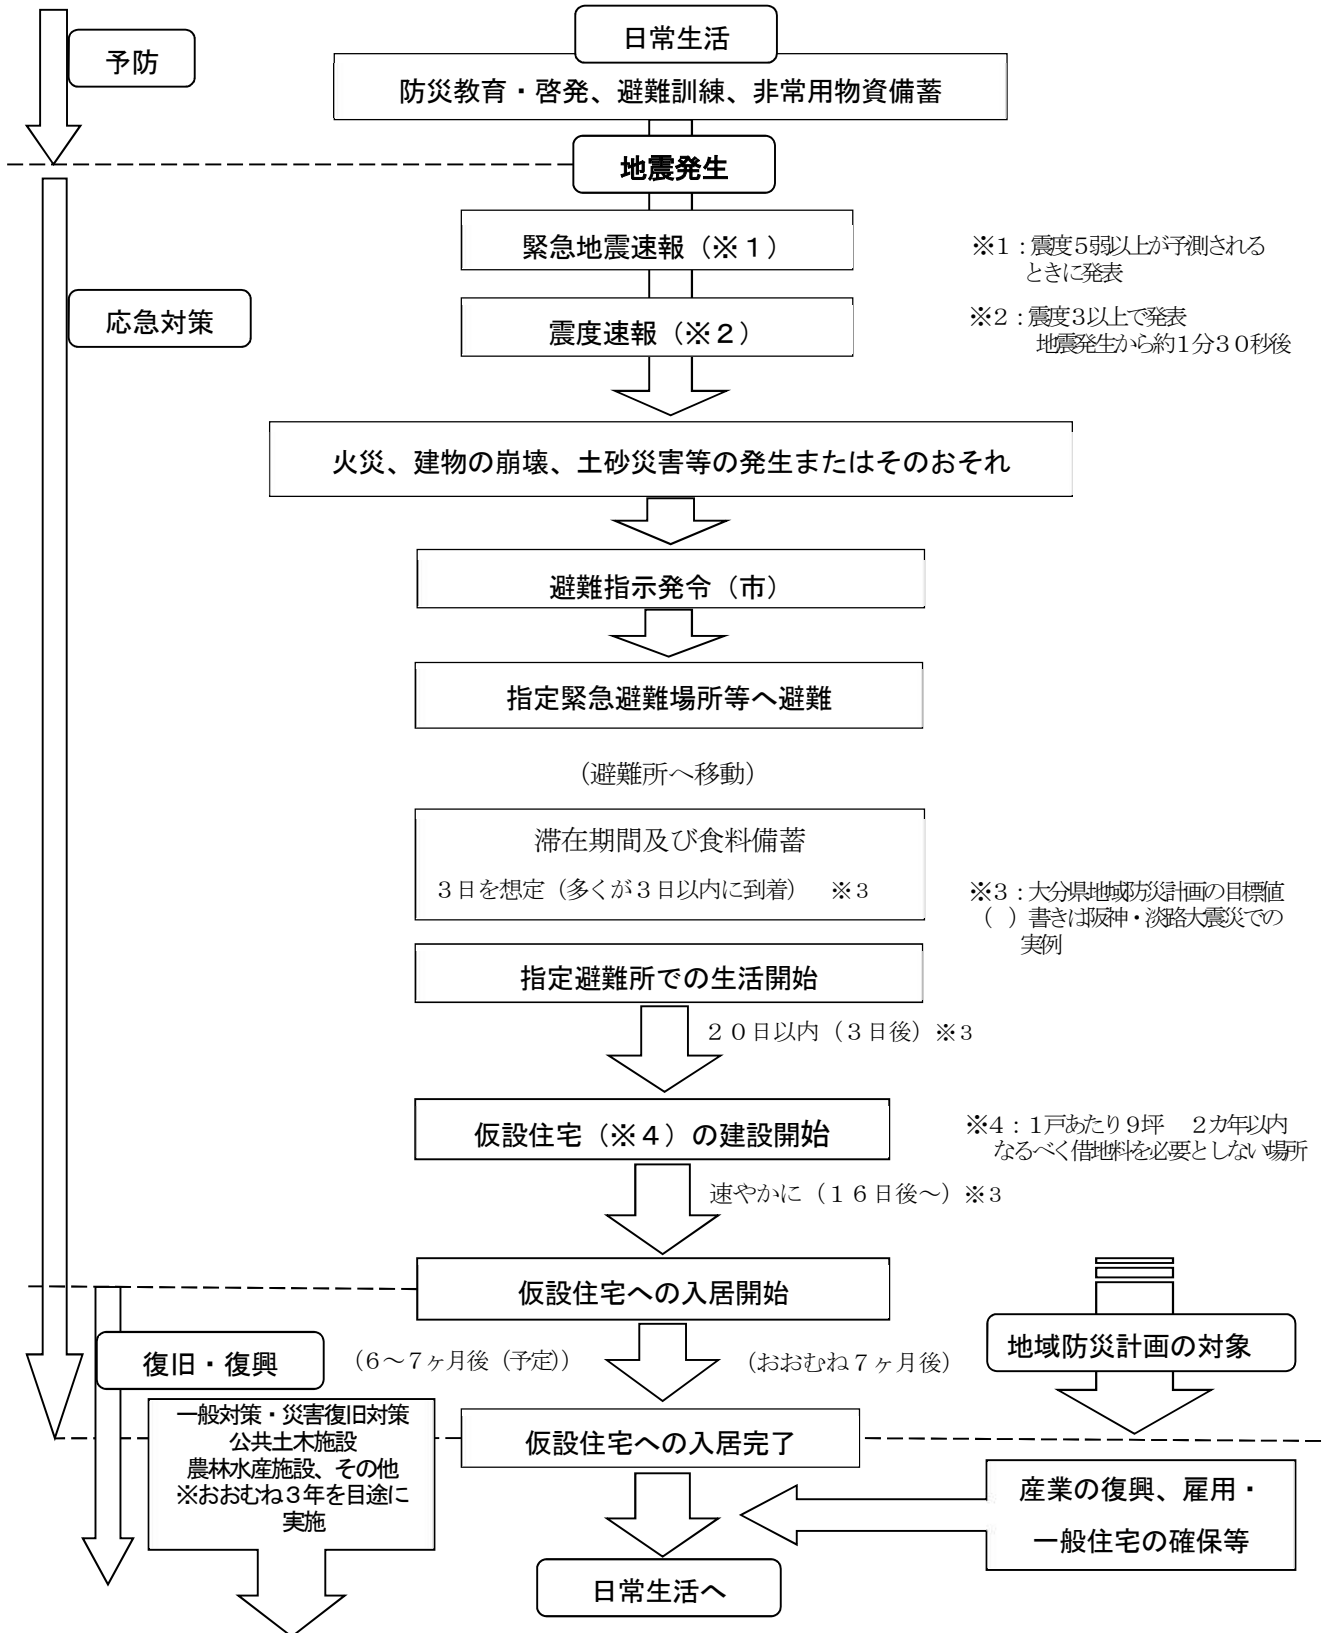 予防
日常生活
防災教育・啓発、避難訓練、非常用物資備蓄
地震発生
緊急地震速報（※１）
※1：震度５弱以上が予測される
ときに発表
応急対策
震度速報（※２）
※2：震度3以上で発表
地震発生から約1分３０秒後
火災、建物の崩壊、土砂災害等の発生またはそのおそれ
避難指示発令（市）
指定緊急避難場所等へ避難
（避難所へ移動）
滞在期間及び食料備蓄
３日を想定（多くが３日以内に到着）　※3
※3：大分県地域防災計画の目標値
（　）書きは阪神・淡路大震災での
実例
指定避難所での生活開始
２０日以内（３日後）※3
仮設住宅（※４）の建設開始
※4：１戸あたり９坪　２カ年以内
なるべく借地料を必要としない場所
速やかに（１６日後～）※3
仮設住宅への入居開始
復旧・復興
（６～７ヶ月後（予定））
（おおむね７ヶ月後）
地域防災計画の対象
一般対策・災害復旧対策
公共土木施設
農林水産施設、その他
※おおむね３年を目途に
実施
仮設住宅への入居完了
産業の復興、雇用・
一般住宅の確保等
日常生活へ